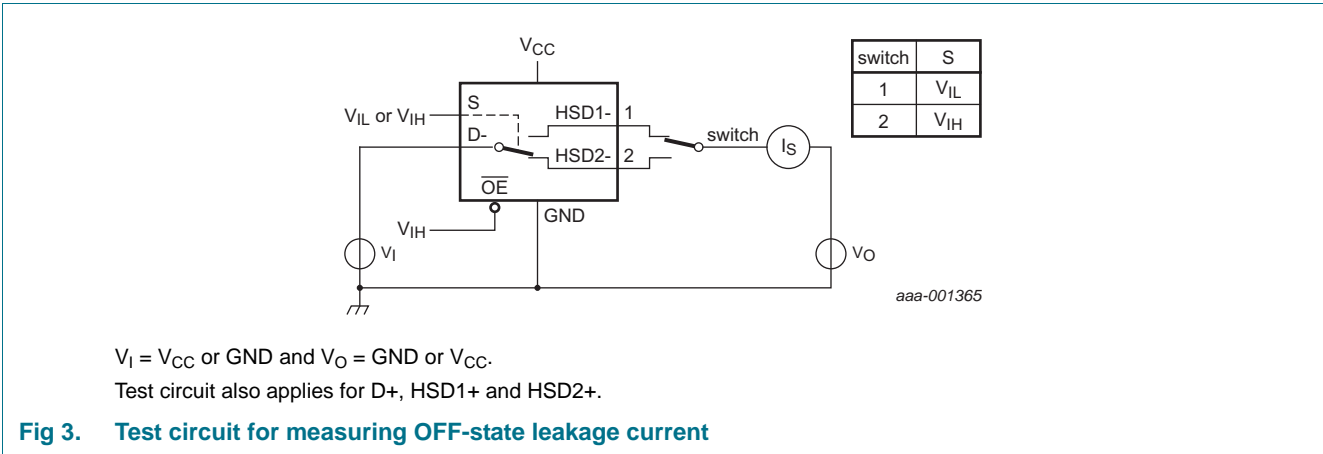 VCC
switch S
1 VIL
2 VIH
VIL or VIH
S
HSD1- 1
D-
switch
IS
HSD2- 2
OE
GND
VIH
VI
VO
aaa-001365
VI = VCC or GND and VO = GND or VCC.
Test circuit also applies for D+, HSD1+ and HSD2+.
Fig 3. Test circuit for measuring OFF-state leakage current